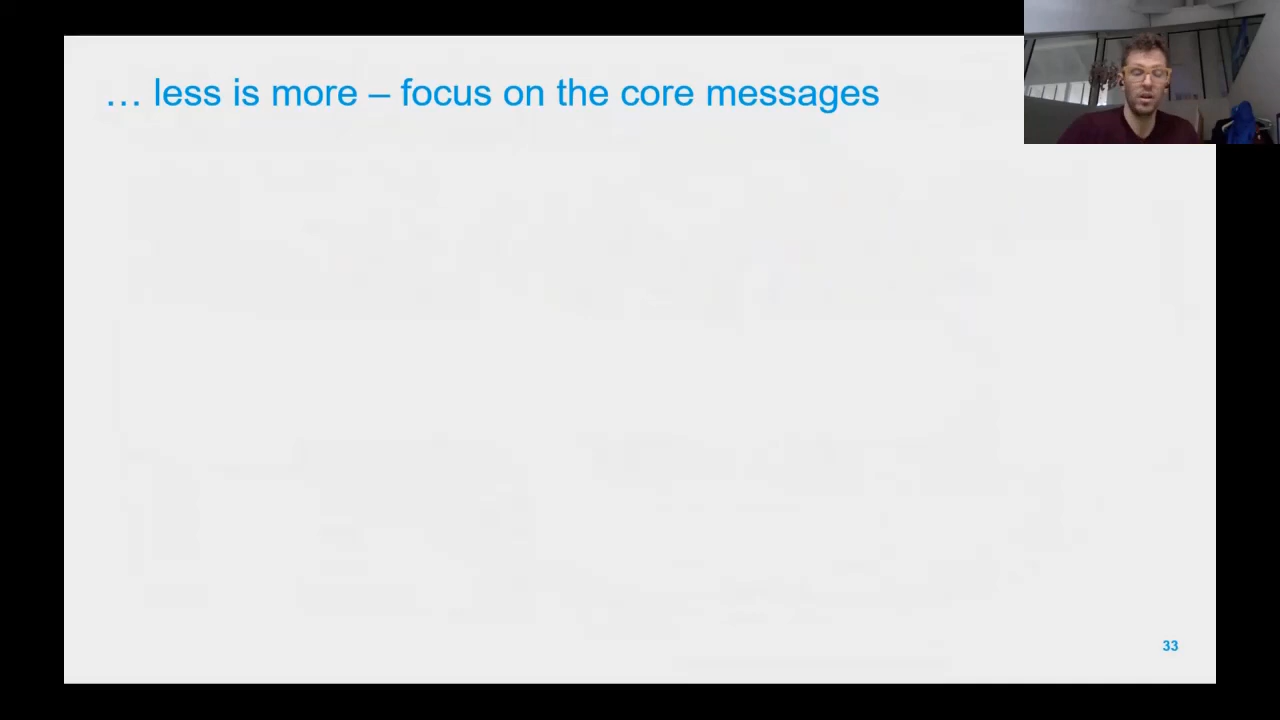 … less is more – focus on the core messages
33